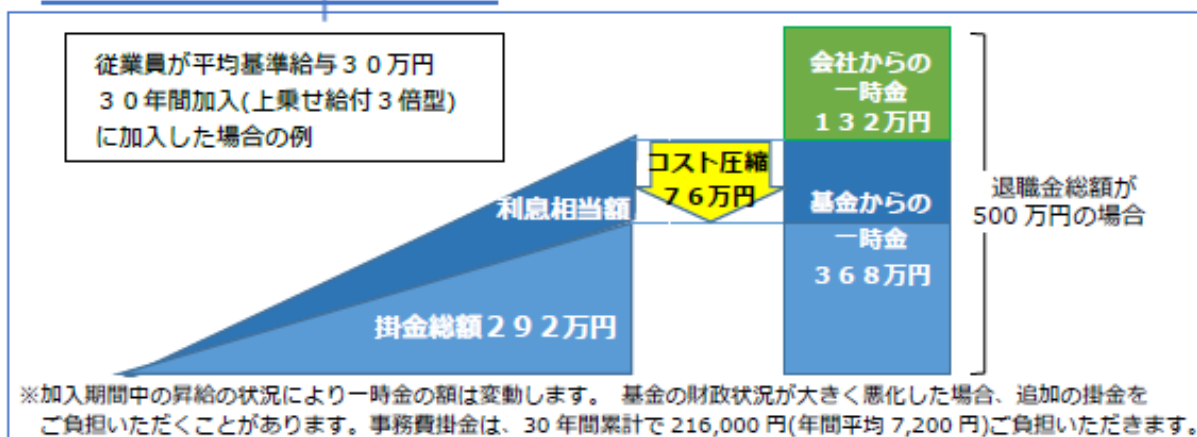 従業員が平均基準給与３０万円
３０年間加入(上乗せ給付３倍型)
に加入した場合の例
会社からの
一時金
１３２万円
コスト圧縮
７６万円
利息相当額
基金からの
一時金
３６８万円
退職金総額が
500 万円の場合
掛金総額２９２万円
※加入期間中の昇給の状況により一時金の額は変動します。 基金の財政状況が大きく悪化した場合、追加の掛金を
ご負担いただくことがあります。事務費掛金は、30 年間累計で 216,000 円(年間平均 7,200 円)ご負担いただきます。